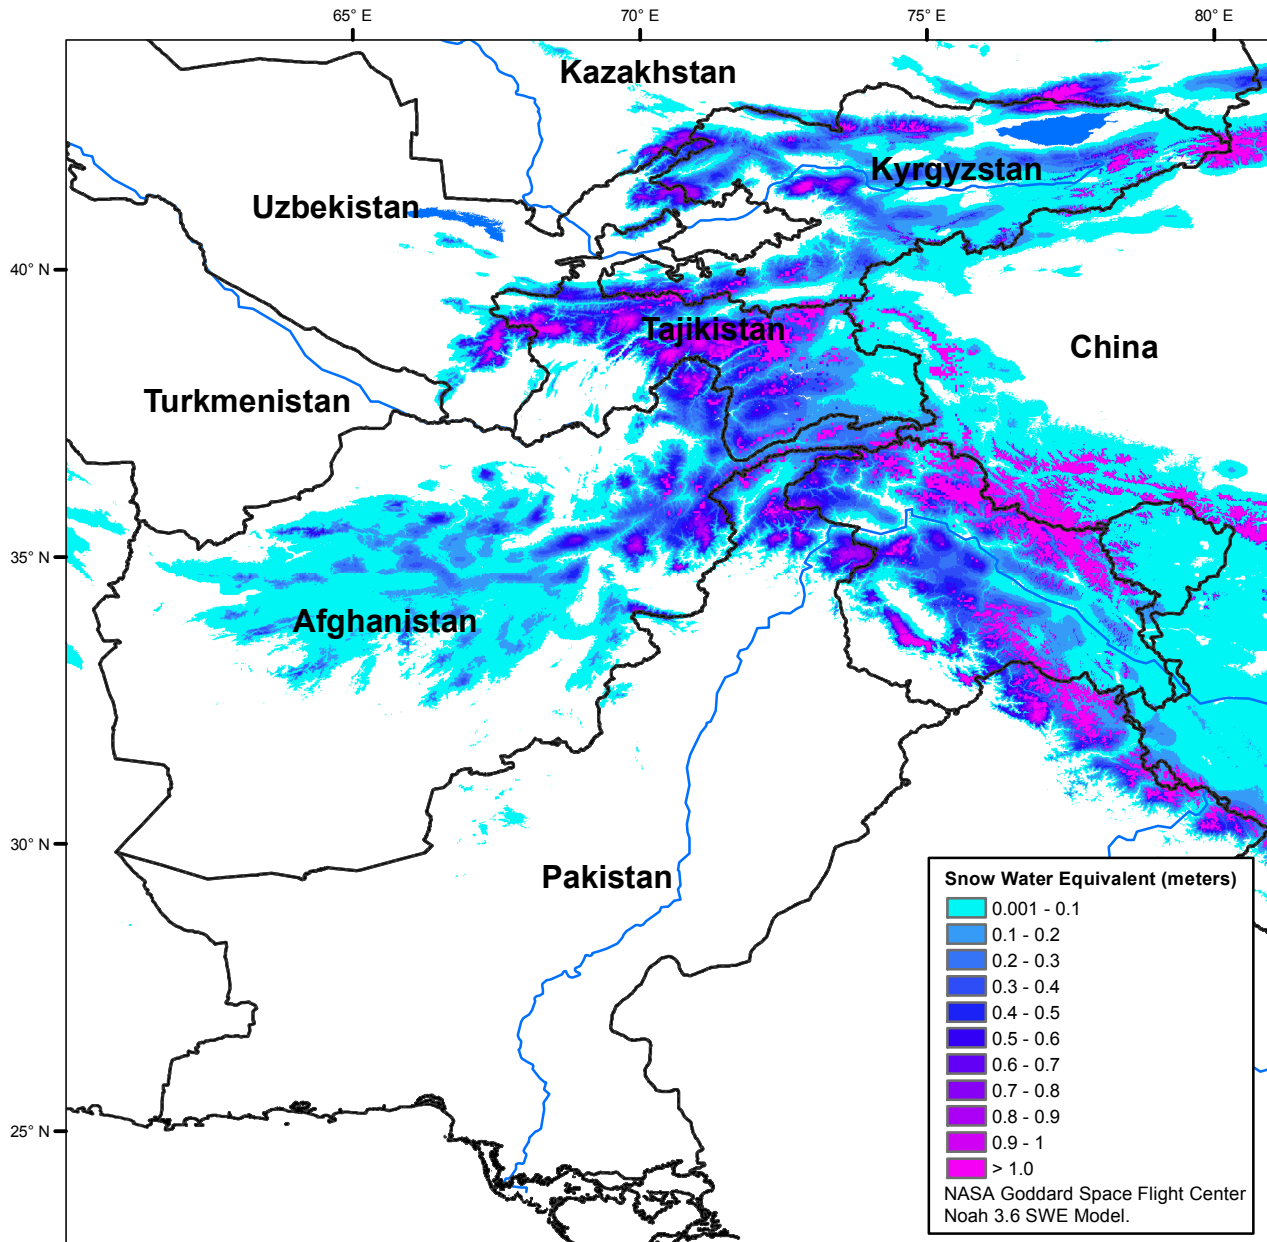 65° E
70° E
75° E
80° E
Kazakhstan
Kyrgyzstan
Uzbekistan
40° N
Tajikistan
China
Turkmenistan
35° N
Afghanistan
30° N
Pakistan
25° N
Snow Water Equivalent (meters)
0.001 - 0.1
0.1 - 0.2
0.2 - 0.3
0.3 - 0.4
0.4 - 0.5
0.5 - 0.6
0.6 - 0.7
0.7 - 0.8
0.8 - 0.9
0.9 - 1
> 1.0
NASA Goddard Space Flight Center
Noah 3.6 SWE Model.